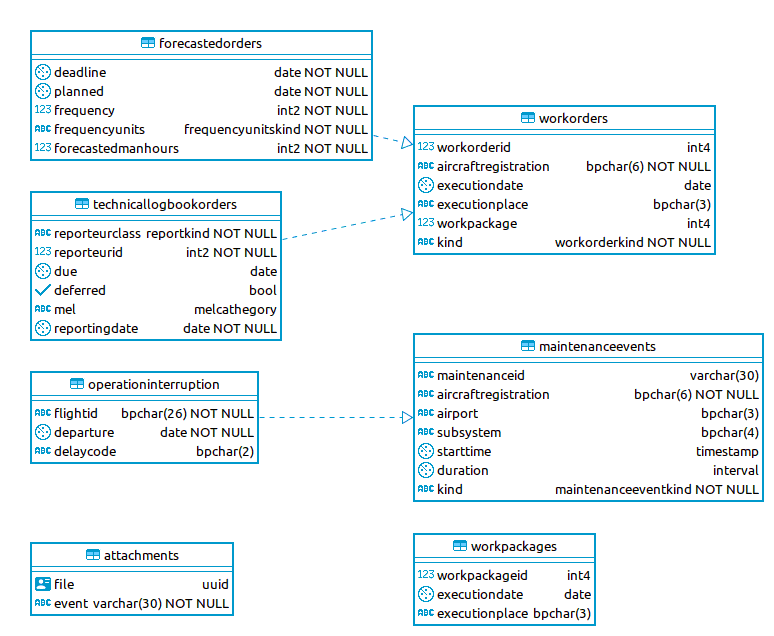 forecastedorders
deadline date NOT NULL
planned date NOT NULL
123 frequency int2 NOT NULL
ABC frequencyunits frequencyunitskind NOT NULL
123 forecastedmanhours int2 NOT NULL
workorders
123 workorderid int4
ABC aircraftregistration bpchar(6) NOT NULL
executiondate date
ABC executionplace bpchar(3)
123 workpackage int4
ABC kind workorderkind NOT NULL
technicallogbookorders
ABC reporteurclass reportkind NOT NULL
123 reporteurid int2 NOT NULL
due date
deferred bool
ABC mel melcathegory
reportingdate date NOT NULL
maintenanceevents
ABC maintenanceid varchar(30)
ABC aircraftregistration bpchar(6) NOT NULL
ABC airport bpchar(3)
ABC subsystem bpchar(4)
starttime timestamp
duration interval
ABC kind maintenanceeventkind NOT NULL
operationinterruption
ABC flightid bpchar(26) NOT NULL
departure date NOT NULL
ABC delaycode bpchar(2)
attachments
file uuid
ABC event varchar(30) NOT NULL
workpackages
123 workpackageid int4
executiondate date
ABC executionplace bpchar(3)